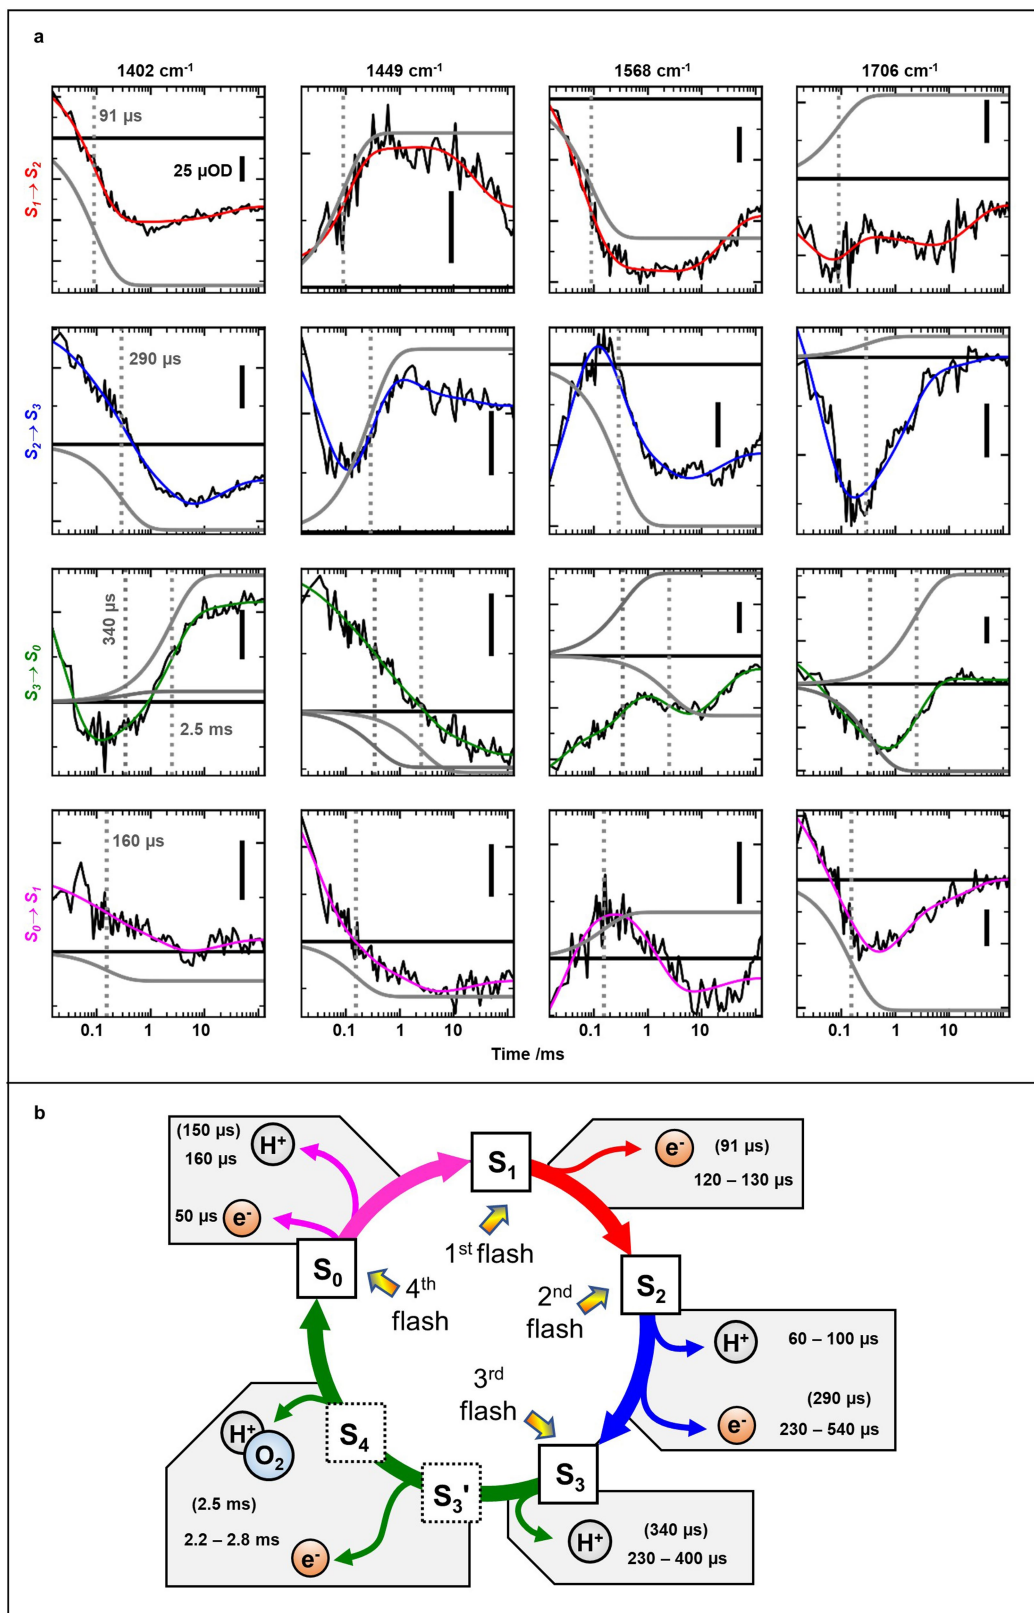 a
1402 cm⁻¹
1449 cm⁻¹
1568 cm⁻¹
1706 cm⁻¹
S₁→ S₂
91 µs
25 µOD
S₂→ S₃
290 µs
S₃→ S₀
340 µs
2.5 ms
S₀→ S₁
160 µs
0.1 1 10
0.1 1 10
0.1 1 10
0.1 1 10
Time /ms
b
(150 µs)
160 µs
H⁺
50 µs
e⁻
S₁
e⁻
(91 µs)
120 – 130 µs
1st flash
S₀
4th
flash
2nd
flash
S₂
H⁺
60 – 100 µs
(290 µs)
e⁻
230 – 540 µs
3rd
flash
H⁺
O₂
S₄
S₃'
S₃
(2.5 ms)
2.2 – 2.8 ms
e⁻
H⁺
(340 µs)
230 – 400 µs